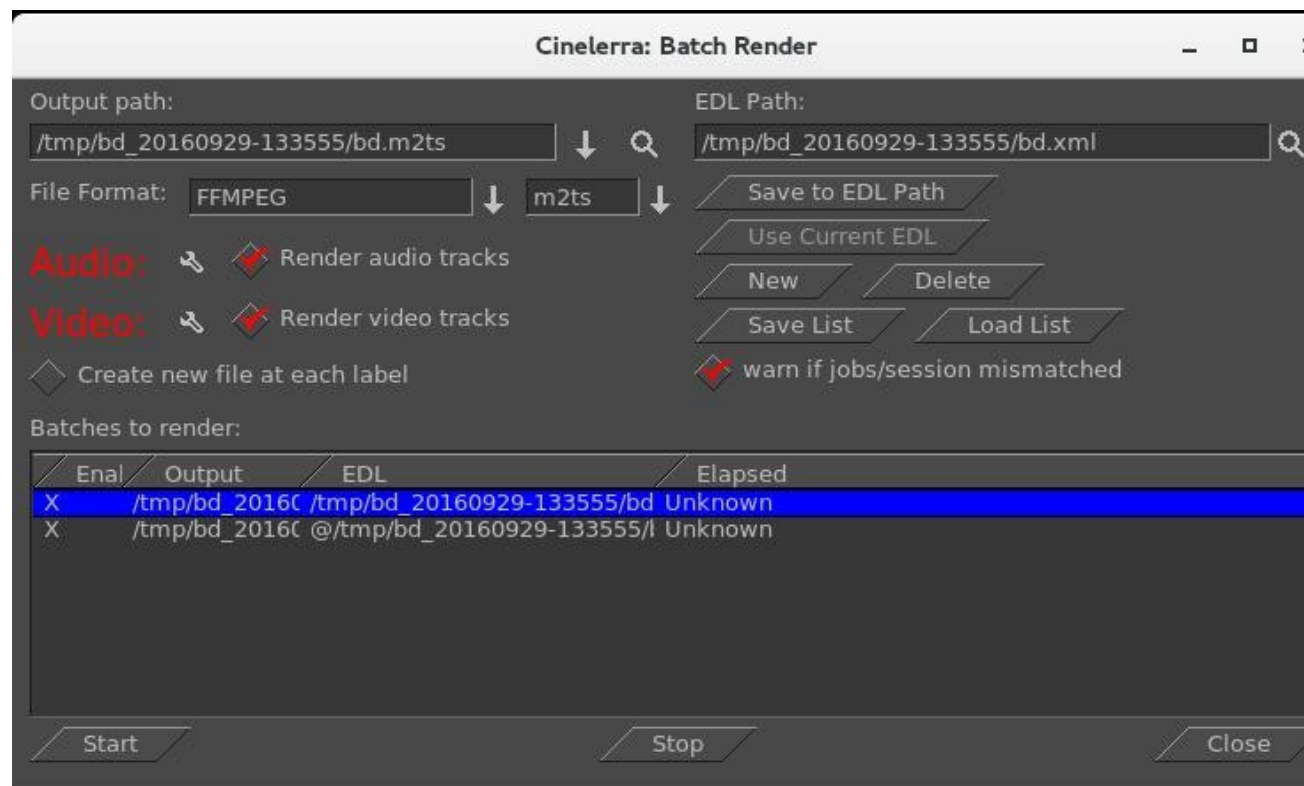 Cinelerra: Batch Render
Output path:
/tmp/bd_20160929-133555/bd.m2ts
File Format: FFMPEG m2ts
Audio: Render audio tracks
Video: Render video tracks
Create new file at each label
EDL Path:
/tmp/bd_20160929-133555/bd.xml
Save to EDL Path
Use Current EDL
New Delete
Save List Load List
warn if jobs/session mismatched
Batches to render:
Enal Output EDL Elapsed
X /tmp/bd_2016 /tmp/bd_20160929-133555/bd Unknown
X /tmp/bd_2016 @/tmp/bd_20160929-133555/ Unknown
Start Stop Close